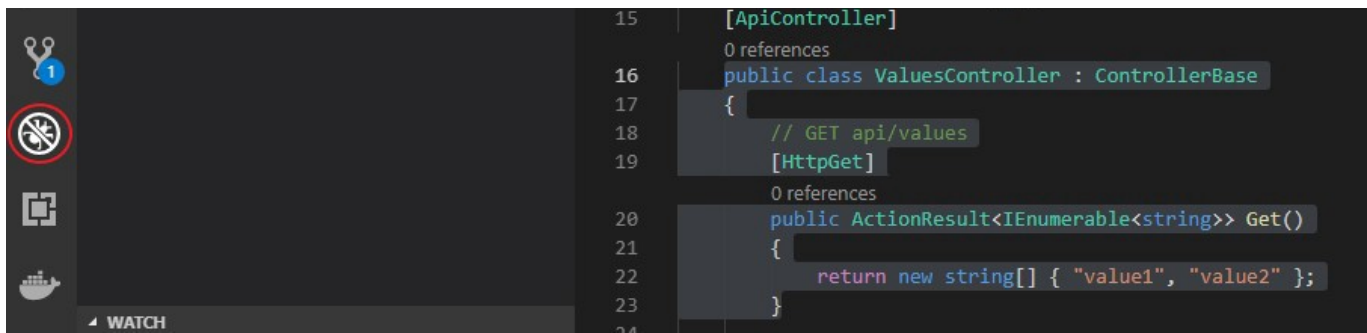 15 [ApiController]
0 references
16 public class ValuesController : ControllerBase
17 {
18 // GET api/values
19 [HttpGet]
0 references
20 public ActionResult<IEnumerable<string>> Get()
21 {
22 return new string[] { "value1", "value2" };
23 }
24
1
WATCH